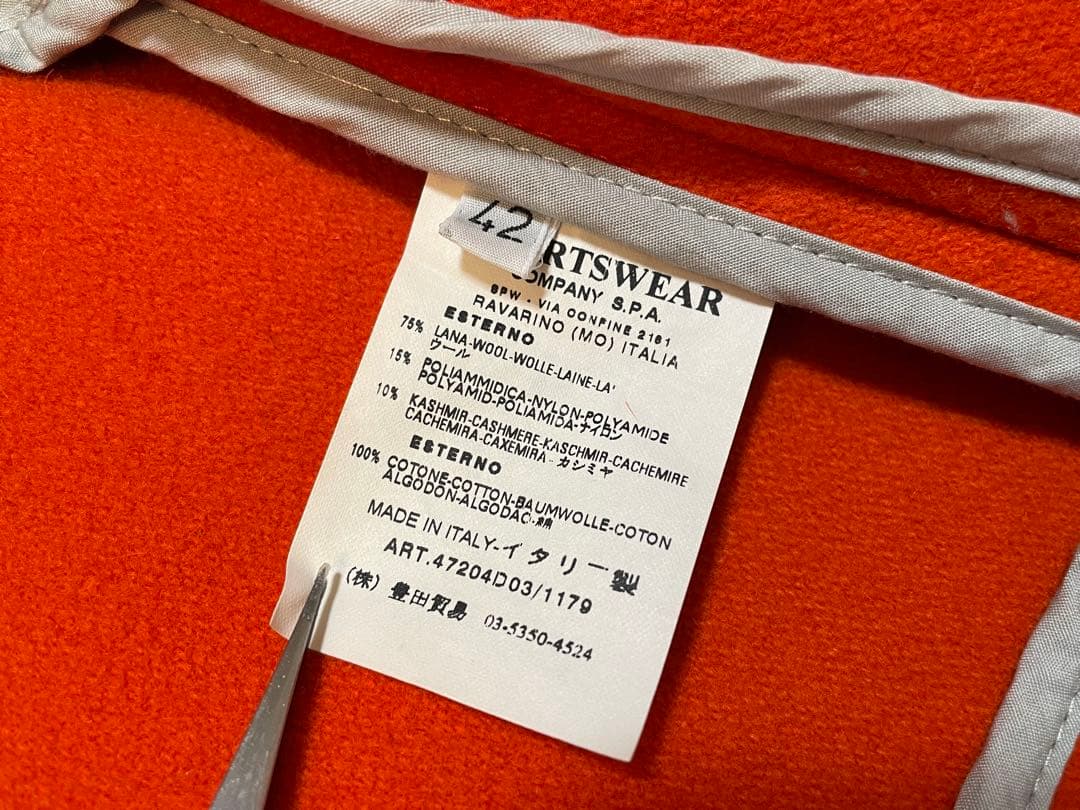 42
RTSWEAR
COMPANY S.P.A.
SPW - VIA CONFINE 2161
RAVARINO (MO) ITALIA
ESTERNO
75% LANA-WOOL-WOLLE-LAINE-LA'
ウール
15% POLIAMMIDICA-NYLON-POLYAMIDE
POLYAMID-POLIAMIDA-ナイロン
10% KASHMIR-CASHMERE-KASCHMIR-CACHEMIRE
CACHEMIRA-CAXEMIRA-カシミヤ
ESTERNO
100% COTONE-COTTON-BAUMWOLLE-COTON
ALGODON-ALGODAO-綿
MADE IN ITALY-イタリー製
ART.47204D03/1179
(株) 豊田貿易 03-5350-4524